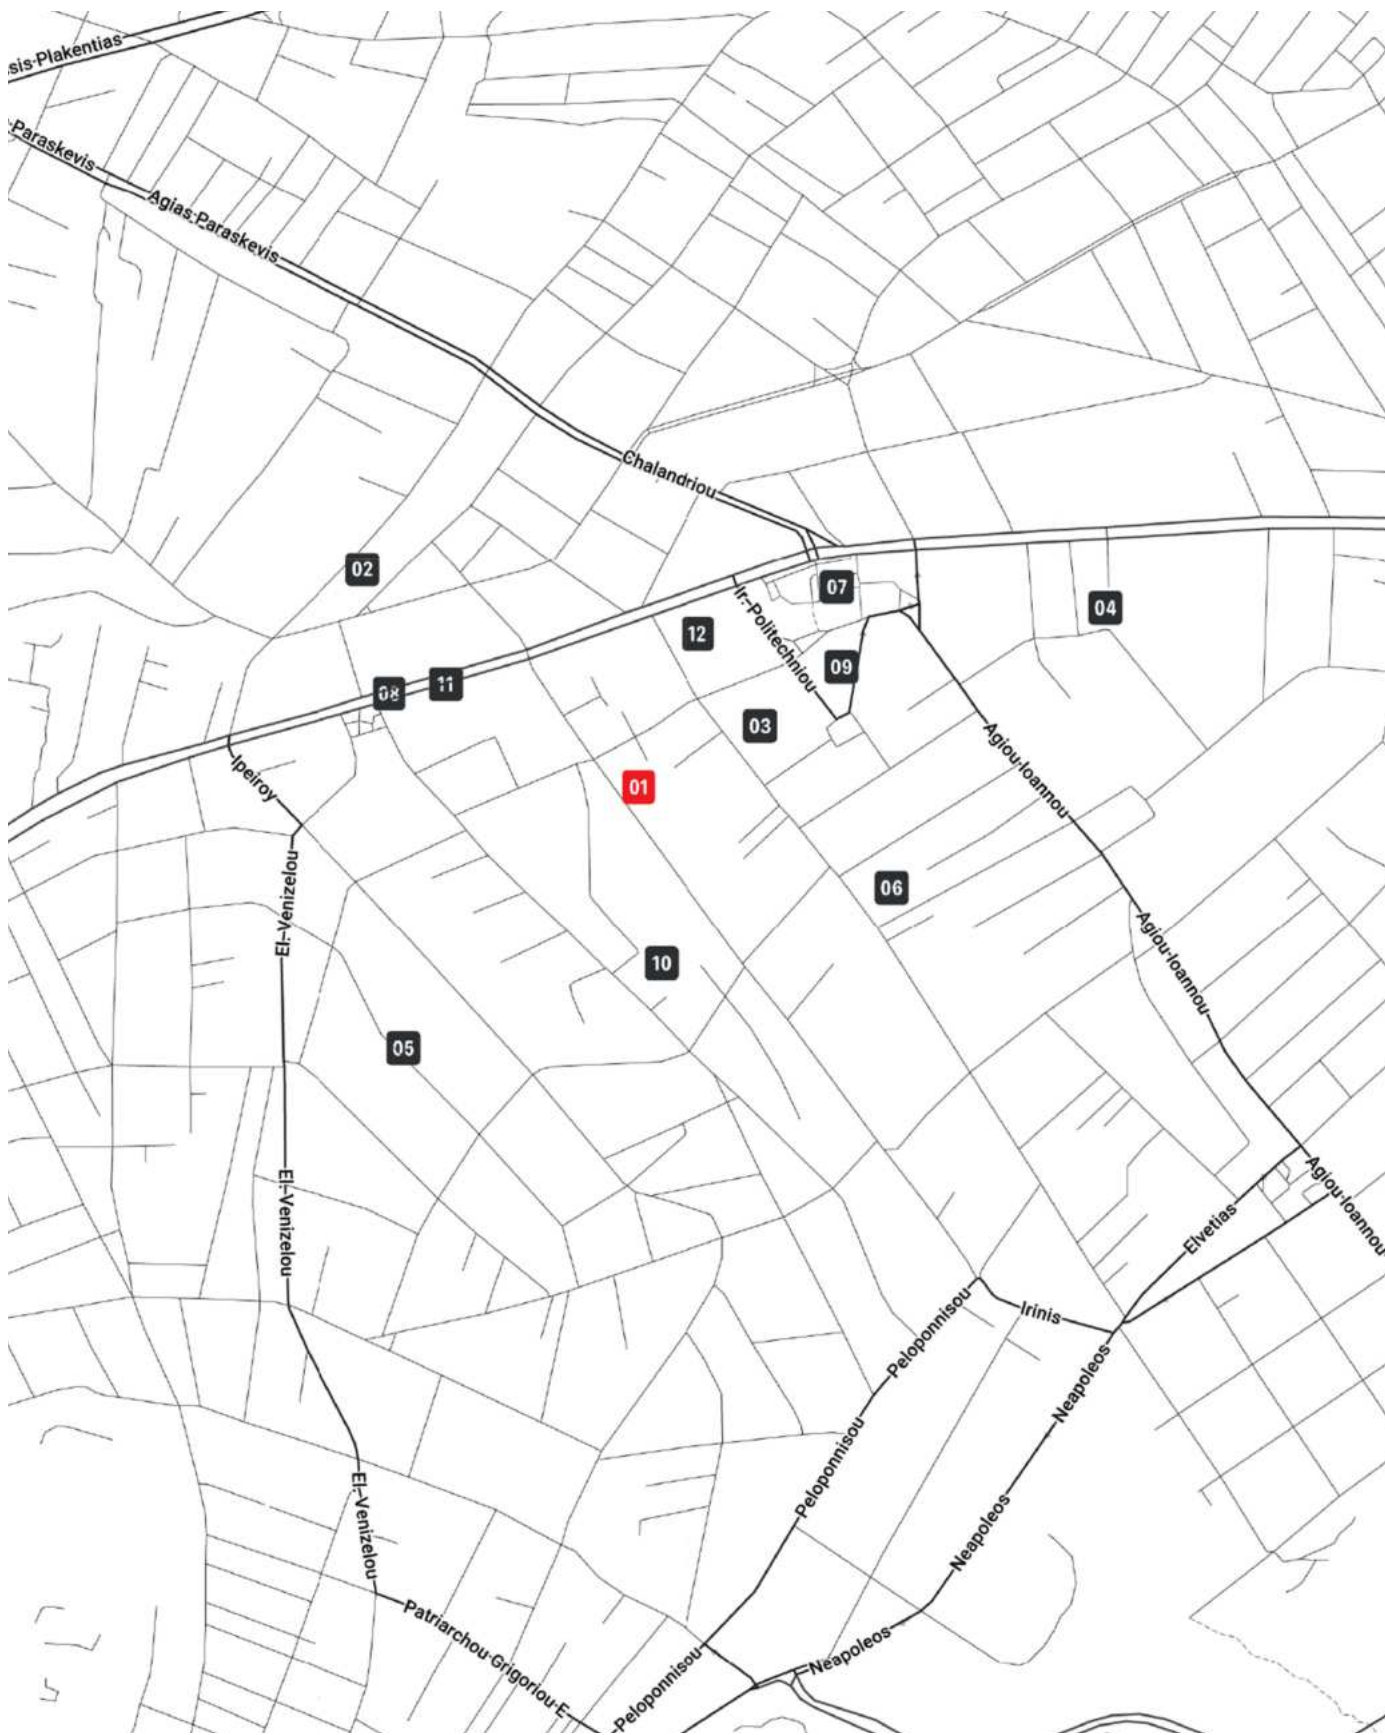 sis-Plakentias
-Paraskevis
Agias-Paraskevis
Chalandriou
02
07
04
12
Ir.-Politechniou
09
11
08
03
Agiou-Ioannou
Ipeiroy
01
El.-Venizelou
06
Agiou-Ioannou
10
05
El.-Venizelou
Agiou-Ioannou
Elvetias
Irinis
Peloponnisou
Neapoleos
Peloponnisou
El.-Venizelou
Neapoleos
Patriarchou-Grigoriou-E
Neapoleos
Peloponnisou